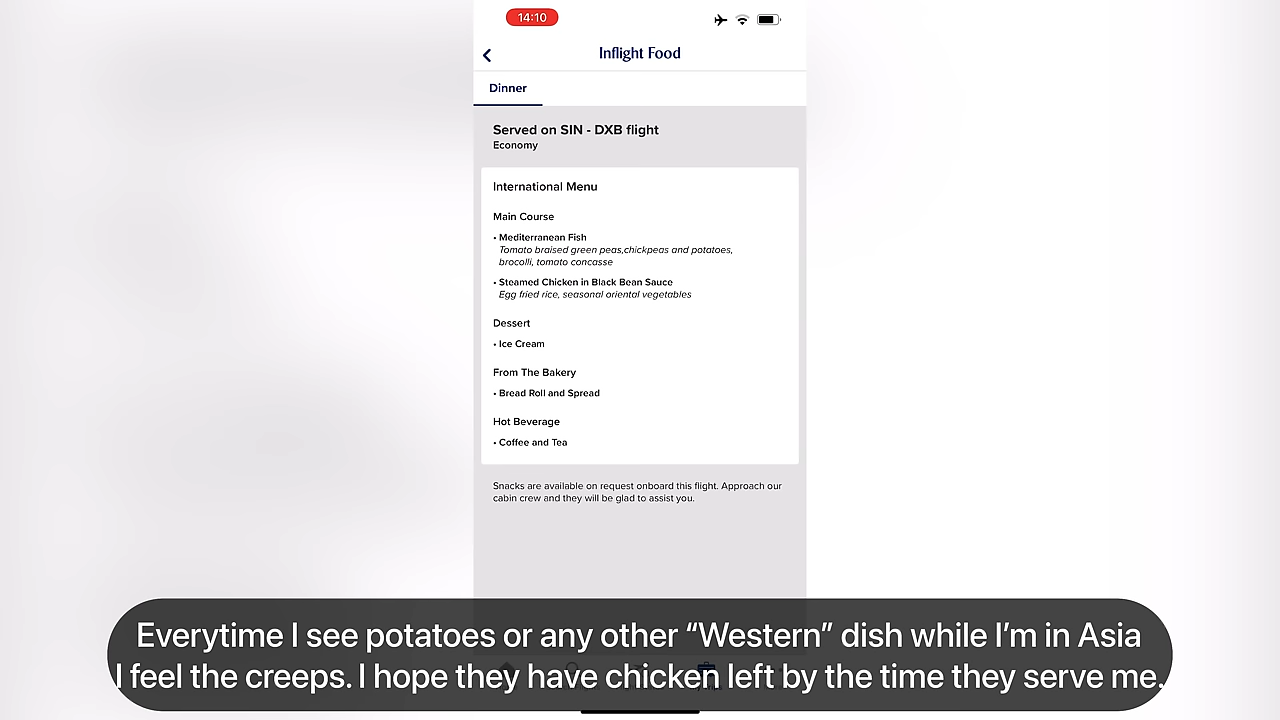 14:10
Inflight Food
Dinner
Served on SIN - DXB flight
Economy
International Menu
Main Course
• Mediterranean Fish
Tomato braised green peas,chickpeas and potatoes,
brocolli, tomato concasse
• Steamed Chicken in Black Bean Sauce
Egg fried rice, seasonal oriental vegetables
Dessert
• Ice Cream
From The Bakery
• Bread Roll and Spread
Hot Beverage
• Coffee and Tea
Snacks are available on request onboard this flight. Approach our
cabin crew and they will be glad to assist you.
Everytime I see potatoes or any other “Western” dish while I’m in Asia
I feel the creeps. I hope they have chicken left by the time they serve me.